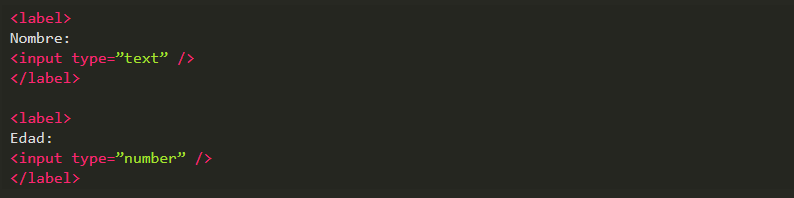 <label>
Nombre:
<input type=”text” />
</label>
<label>
Edad:
<input type=”number” />
</label>